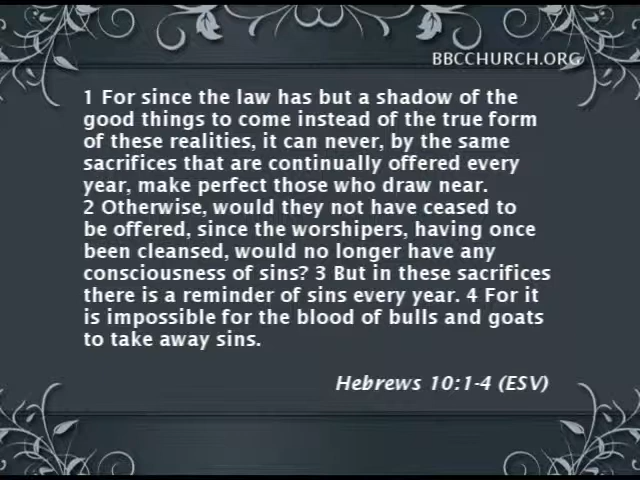 BBCCHURCH.ORG
1 For since the law has but a shadow of the
good things to come instead of the true form
of these realities, it can never, by the same
sacrifices that are continually offered every
year, make perfect those who draw near.
2 Otherwise, would they not have ceased to
be offered, since the worshipers, having once
been cleansed, would no longer have any
consciousness of sins? 3 But in these sacrifices
there is a reminder of sins every year. 4 For it
is impossible for the blood of bulls and goats
to take away sins.
Hebrews 10:1-4 (ESV)